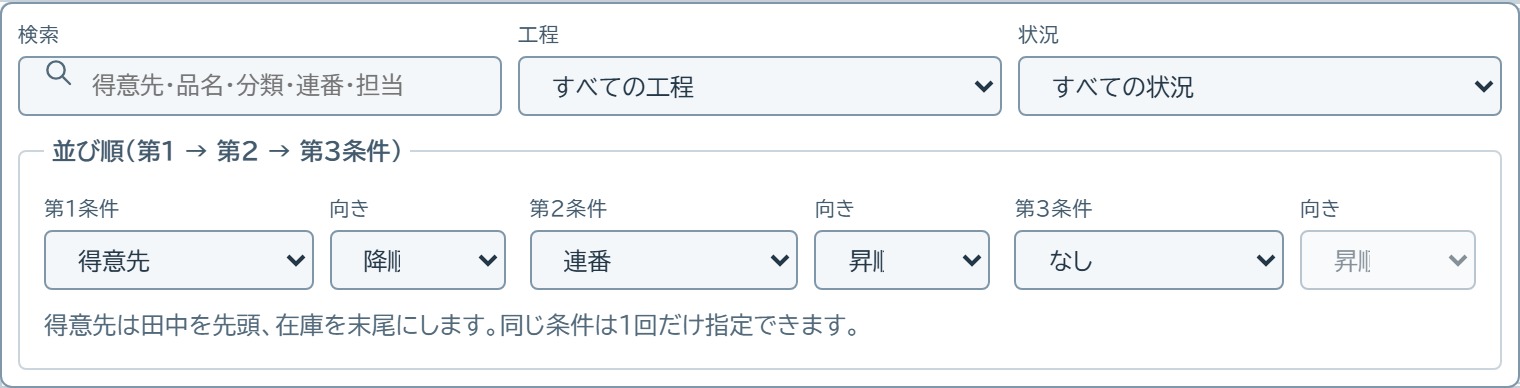 検索
工程
状況
得意先・品名・分類・連番・担当
すべての工程
すべての状況
並び順(第1 → 第2 → 第3条件)
第1条件
向き
第2条件
向き
第3条件
向き
得意先
降順
連番
昇順
なし
昇順
得意先は田中を先頭、在庫を末尾にします。同じ条件は1回だけ指定できます。